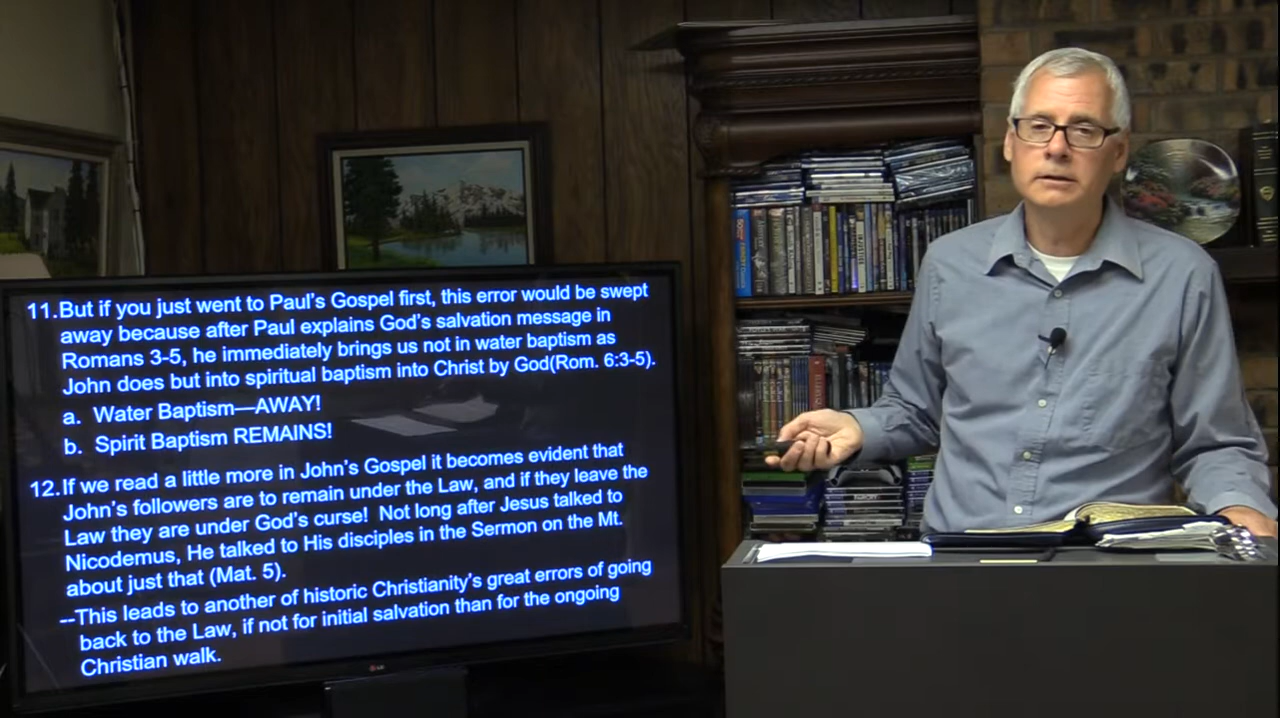 11. But if you just went to Paul's Gospel first, this error would be swept
away because after Paul explains God's salvation message in
Romans 3-5, he immediately brings us not in water baptism as
John does but into spiritual baptism into Christ by God(Rom. 6:3-5).
a. Water Baptism—AWAY!
b. Spirit Baptism REMAINS!
12. If we read a little more in John's Gospel it becomes evident that
John's followers are to remain under the Law, and if they leave the
Law they are under God's curse! Not long after Jesus talked to
Nicodemus, He talked to His disciples in the Sermon on the Mt.
about just that (Mat. 5).
--This leads to another of historic Christianity's great errors of going
back to the Law, if not for initial salvation than for the ongoing
Christian walk.
LG